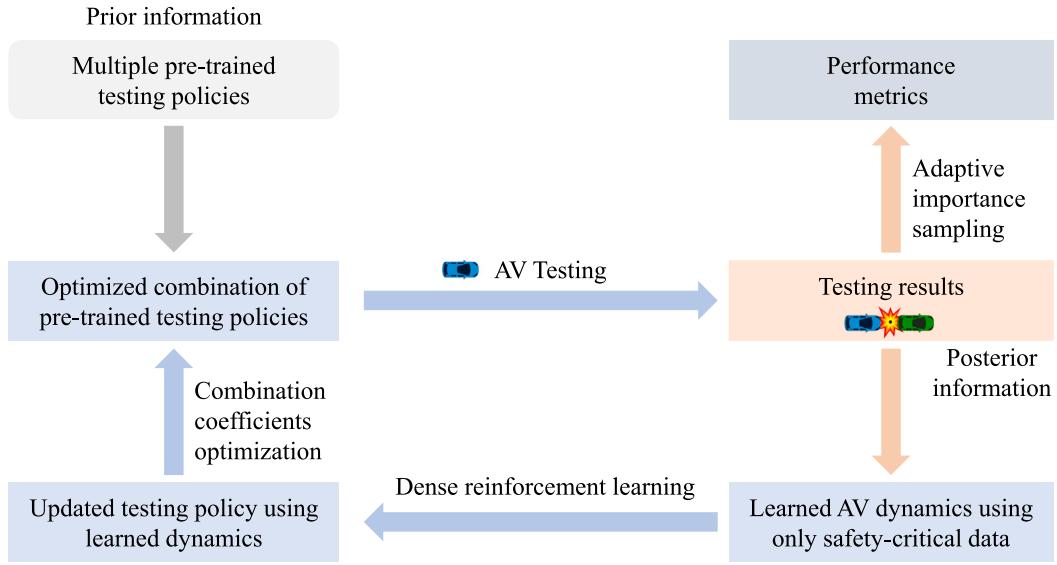 Prior information
Multiple pre-trained
testing policies
Performance
metrics
Adaptive
importance
sampling
Optimized combination of
pre-trained testing policies
AV Testing
Testing results
Posterior
information
Combination
coefficients
optimization
Updated testing policy using
learned dynamics
Dense reinforcement learning
Learned AV dynamics using
only safety-critical data